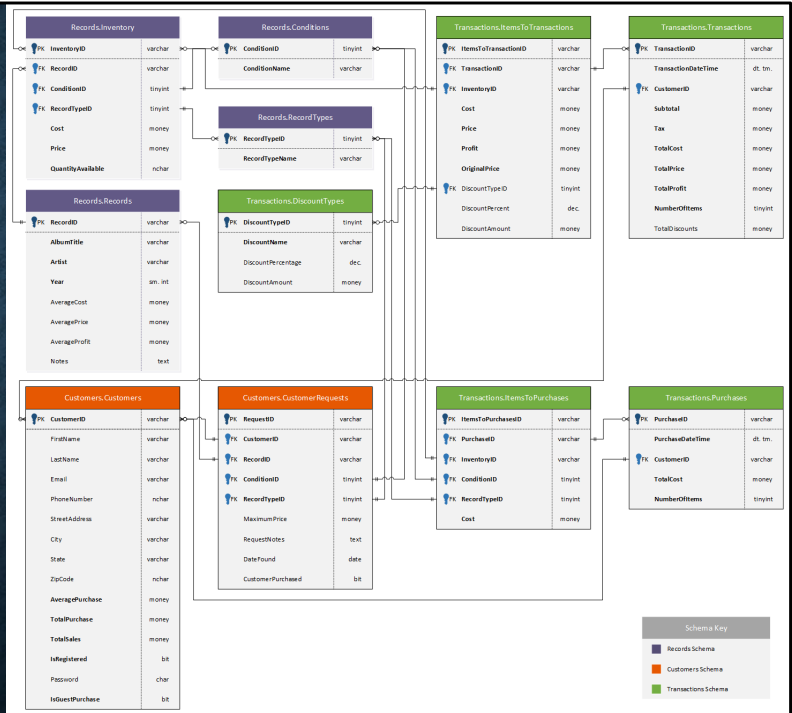 Records.Inventory
PK InventoryID varchar
FK RecordID varchar
FK ConditionID tinyint
FK RecordTypeID tinyint
Cost money
Price money
QuantityAvailable nchar
Records.Conditions
PK ConditionID tinyint
ConditionName varchar
Records.RecordTypes
PK RecordTypeID tinyint
RecordTypeName varchar
Transactions.ItemsToTransactions
PK ItemsToTransactionID varchar
FK TransactionID varchar
FK InventoryID varchar
Cost money
Price money
Profit money
OriginalPrice money
FK DiscountTypeID tinyint
DiscountPercent dec.
DiscountAmount money
Transactions.Transactions
PK TransactionID varchar
TransactionDateTime dt. tm.
FK CustomerID varchar
Subtotal money
Tax money
TotalCost money
TotalPrice money
TotalProfit money
NumberOfItems tinyint
TotalDiscounts money
Records.Records
PK RecordID varchar
AlbumTitle varchar
Artist varchar
Year sm. int
AverageCost money
AveragePrice money
AverageProfit money
Notes text
Transactions.DiscountTypes
PK DiscountTypeID tinyint
DiscountName varchar
DiscountPercentage dec.
DiscountAmount money
Customers.Customers
PK CustomerID varchar
FirstName varchar
LastName varchar
Email varchar
PhoneNumber nchar
StreetAddress varchar
City varchar
State varchar
ZipCode nchar
AveragePurchase money
TotalPurchase money
TotalSales money
IsRegistered bit
Password char
IsGuestPurchase bit
Customers.CustomerRequests
PK RequestID varchar
FK CustomerID varchar
FK RecordID varchar
FK ConditionID tinyint
FK RecordTypeID tinyint
MaximumPrice money
RequestNotes text
DateFound date
CustomerPurchased bit
Transactions.ItemsToPurchases
PK ItemsToPurchasesID varchar
FK PurchaseID varchar
FK InventoryID varchar
FK ConditionID tinyint
FK RecordTypeID tinyint
Cost money
Transactions.Purchases
PK PurchaseID varchar
PurchaseDateTime dt. tm.
FK CustomerID varchar
TotalCost money
NumberOfItems tinyint
Schema Key
Records Schema
Customers Schema
Transactions Schema